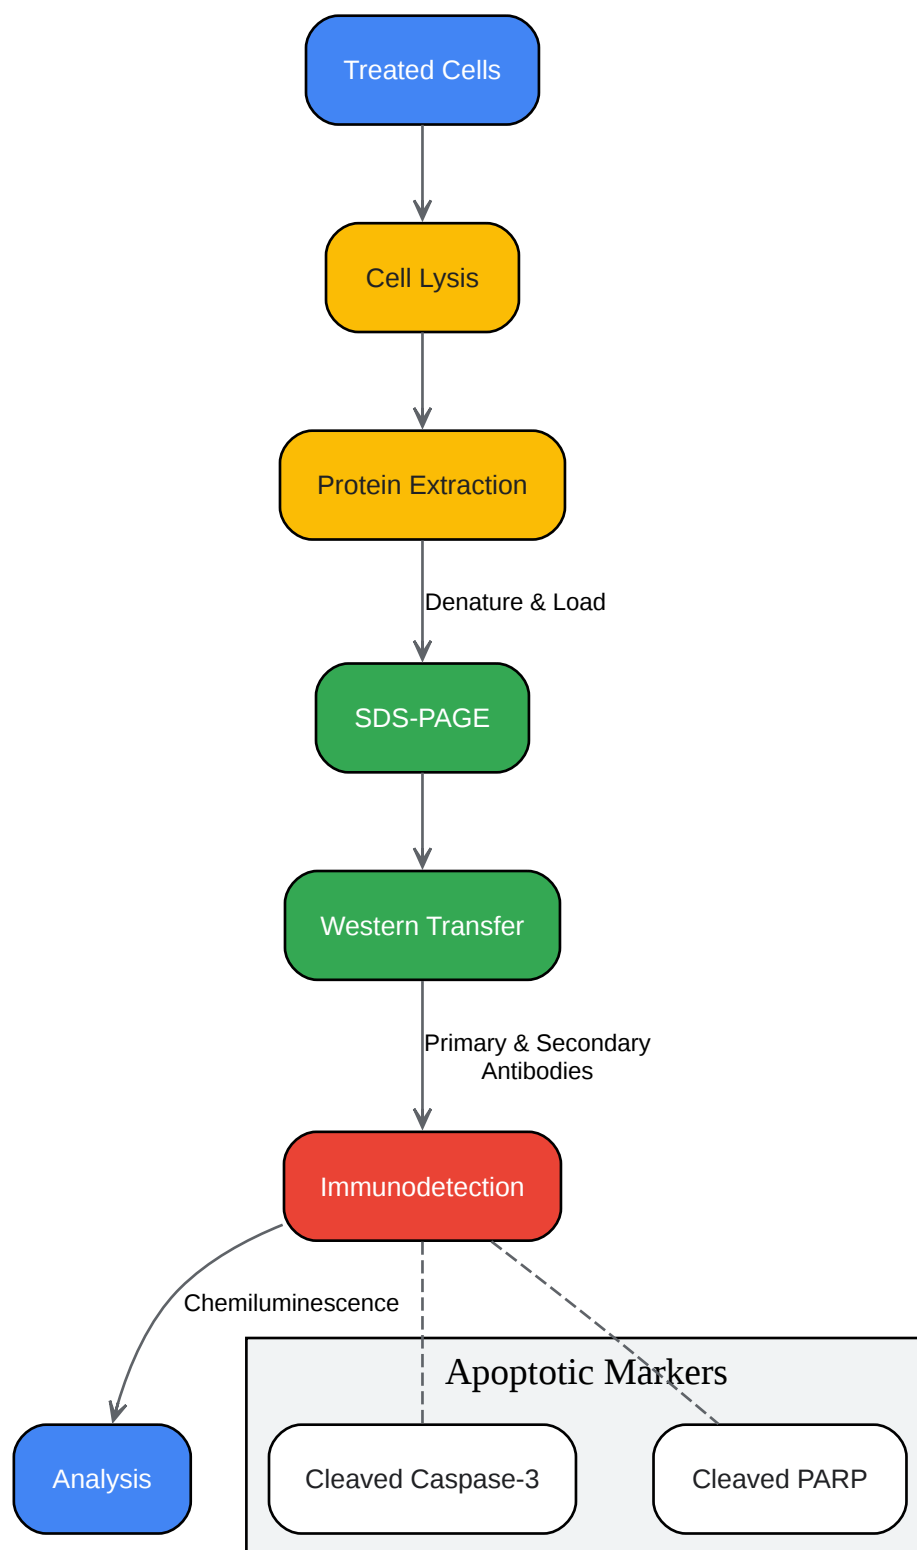 Treated Cells
Cell Lysis
Protein Extraction
Denature & Load
SDS-PAGE
Western Transfer
Primary & Secondary
Antibodies
Immunodetection
Chemiluminescence
Apoptotic Markers
Analysis
Cleaved Caspase-3
Cleaved PARP